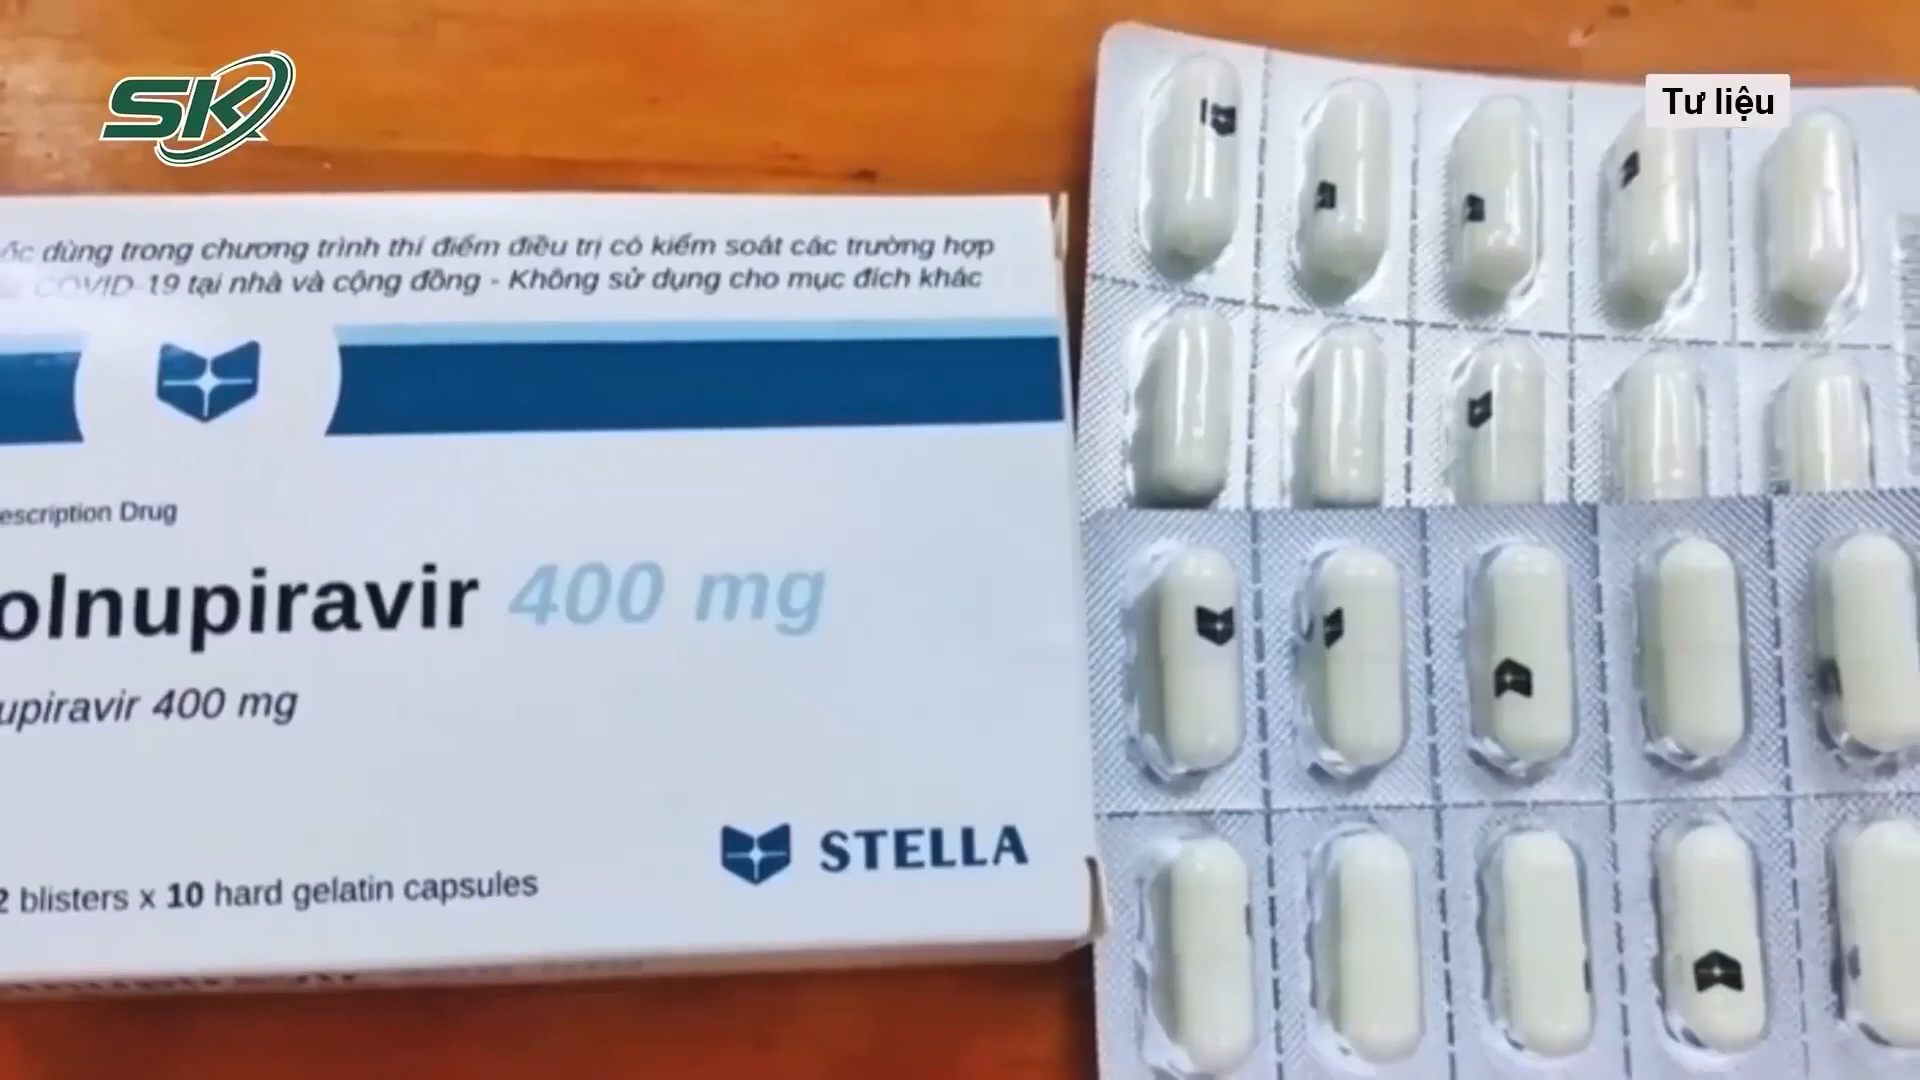 SK
Tư liệu
ốc dùng trong chương trình thí điểm điều trị có kiểm soát các trường hợp
COVID-19 tại nhà và cộng đồng - Không sử dụng cho mục đích khác
escription Drug
olnupiravir 400 mg
upiravir 400 mg
2 blisters x 10 hard gelatin capsules
STELLA